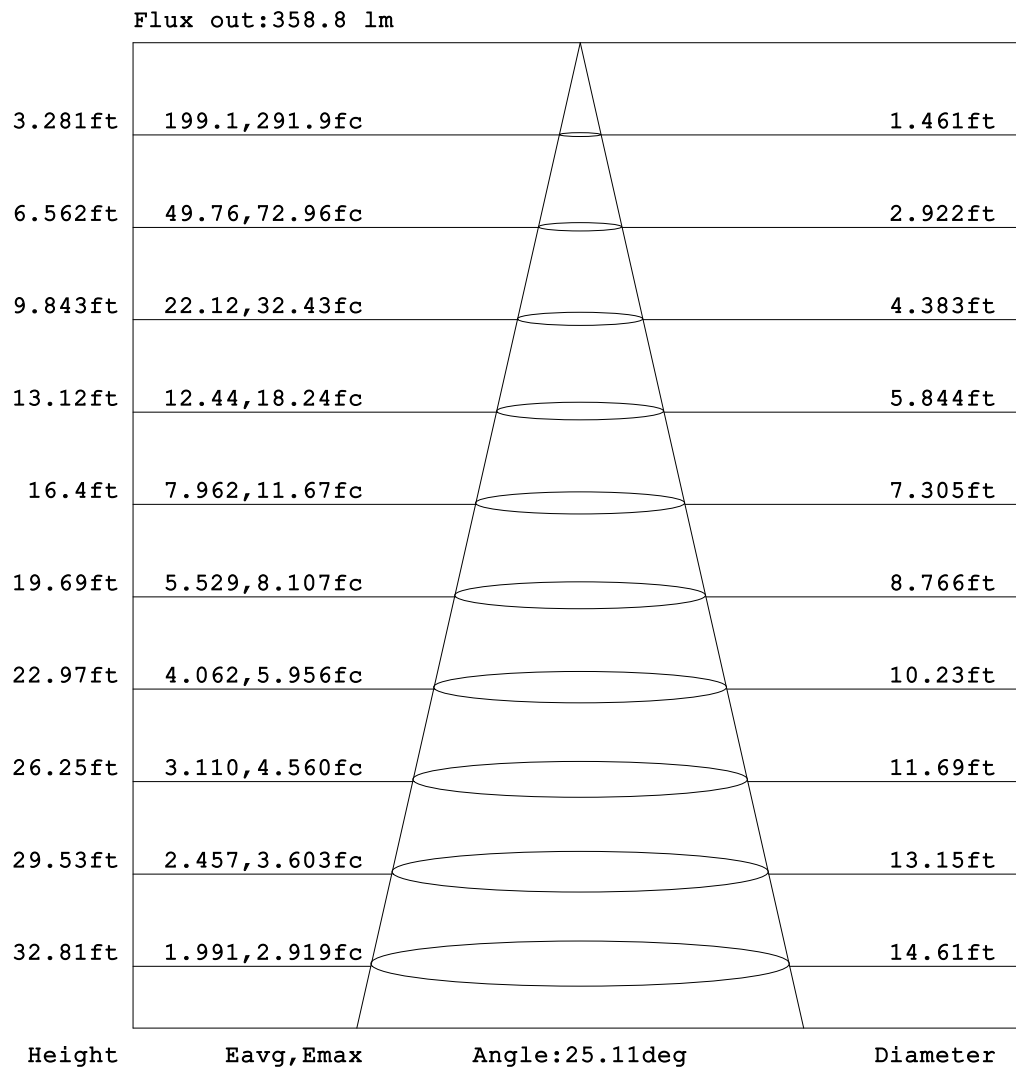 Flux out:358.8 lm
3.281ft 199.1,291.9fc 1.461ft
6.562ft 49.76,72.96fc 2.922ft
9.843ft 22.12,32.43fc 4.383ft
13.12ft 12.44,18.24fc 5.844ft
16.4ft 7.962,11.67fc 7.305ft
19.69ft 5.529,8.107fc 8.766ft
22.97ft 4.062,5.956fc 10.23ft
26.25ft 3.110,4.560fc 11.69ft
29.53ft 2.457,3.603fc 13.15ft
32.81ft 1.991,2.919fc 14.61ft
Height Eavg,Emax Angle:25.11deg Diameter